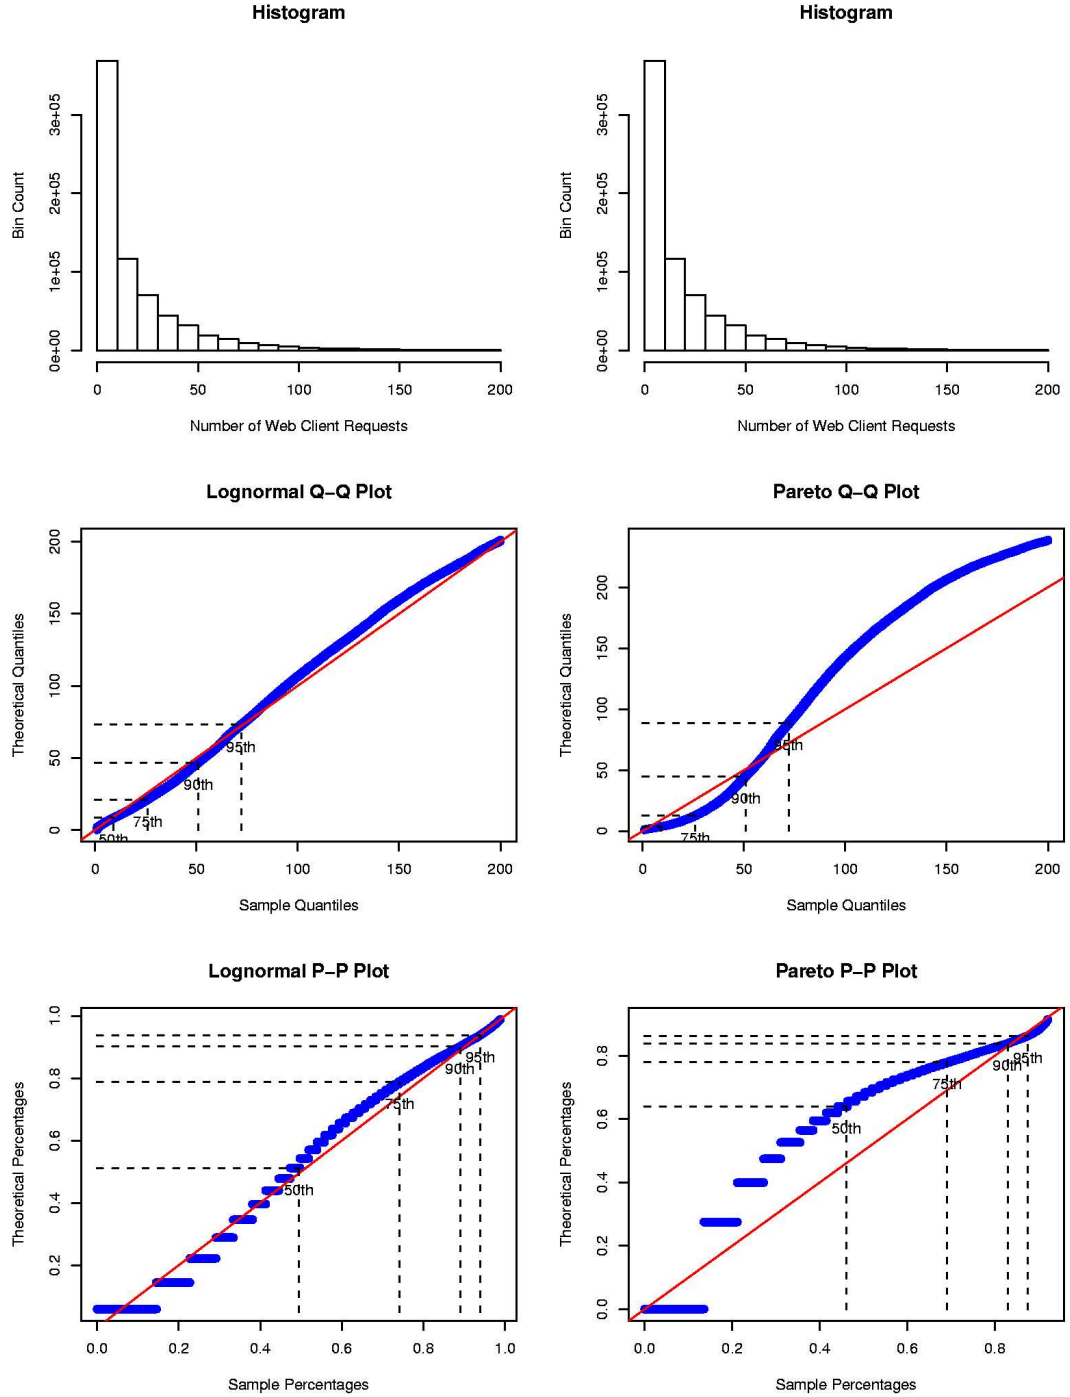 Histogram
3e+05
2e+05
1e+05
0e+00
Bin Count
0 50 100 150 200
Number of Web Client Requests
Histogram
3e+05
2e+05
1e+05
0e+00
Bin Count
0 50 100 150 200
Number of Web Client Requests
Lognormal Q−Q Plot
200
150
100
50
0
Theoretical Quantiles
95th
90th
75th
50th
0 50 100 150 200
Sample Quantiles
Pareto Q−Q Plot
200
150
100
50
0
Theoretical Quantiles
95th
90th
75th
0 50 100 150 200
Sample Quantiles
Lognormal P−P Plot
1.0
0.8
0.6
0.4
0.2
Theoretical Percentages
95th
90th
75th
50th
0.0 0.2 0.4 0.6 0.8 1.0
Sample Percentages
Pareto P−P Plot
0.8
0.6
0.4
0.2
0.0
Theoretical Percentages
95th
90th
75th
50th
0.0 0.2 0.4 0.6 0.8
Sample Percentages